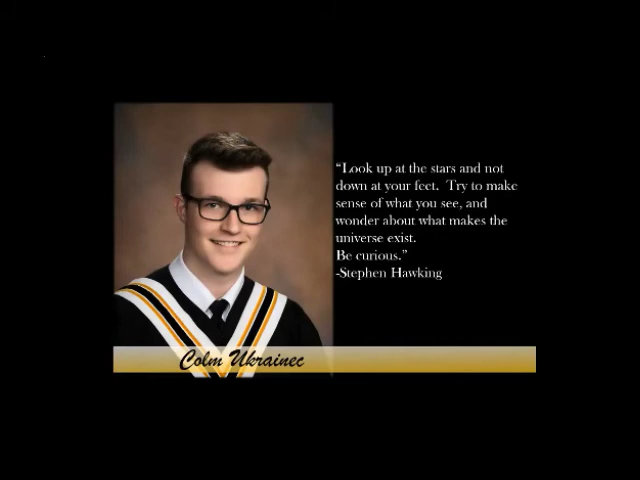 “Look up at the stars and not
down at your feet. Try to make
sense of what you see, and
wonder about what makes the
universe exist.
Be curious.”
-Stephen Hawking
Colm Ukrainec